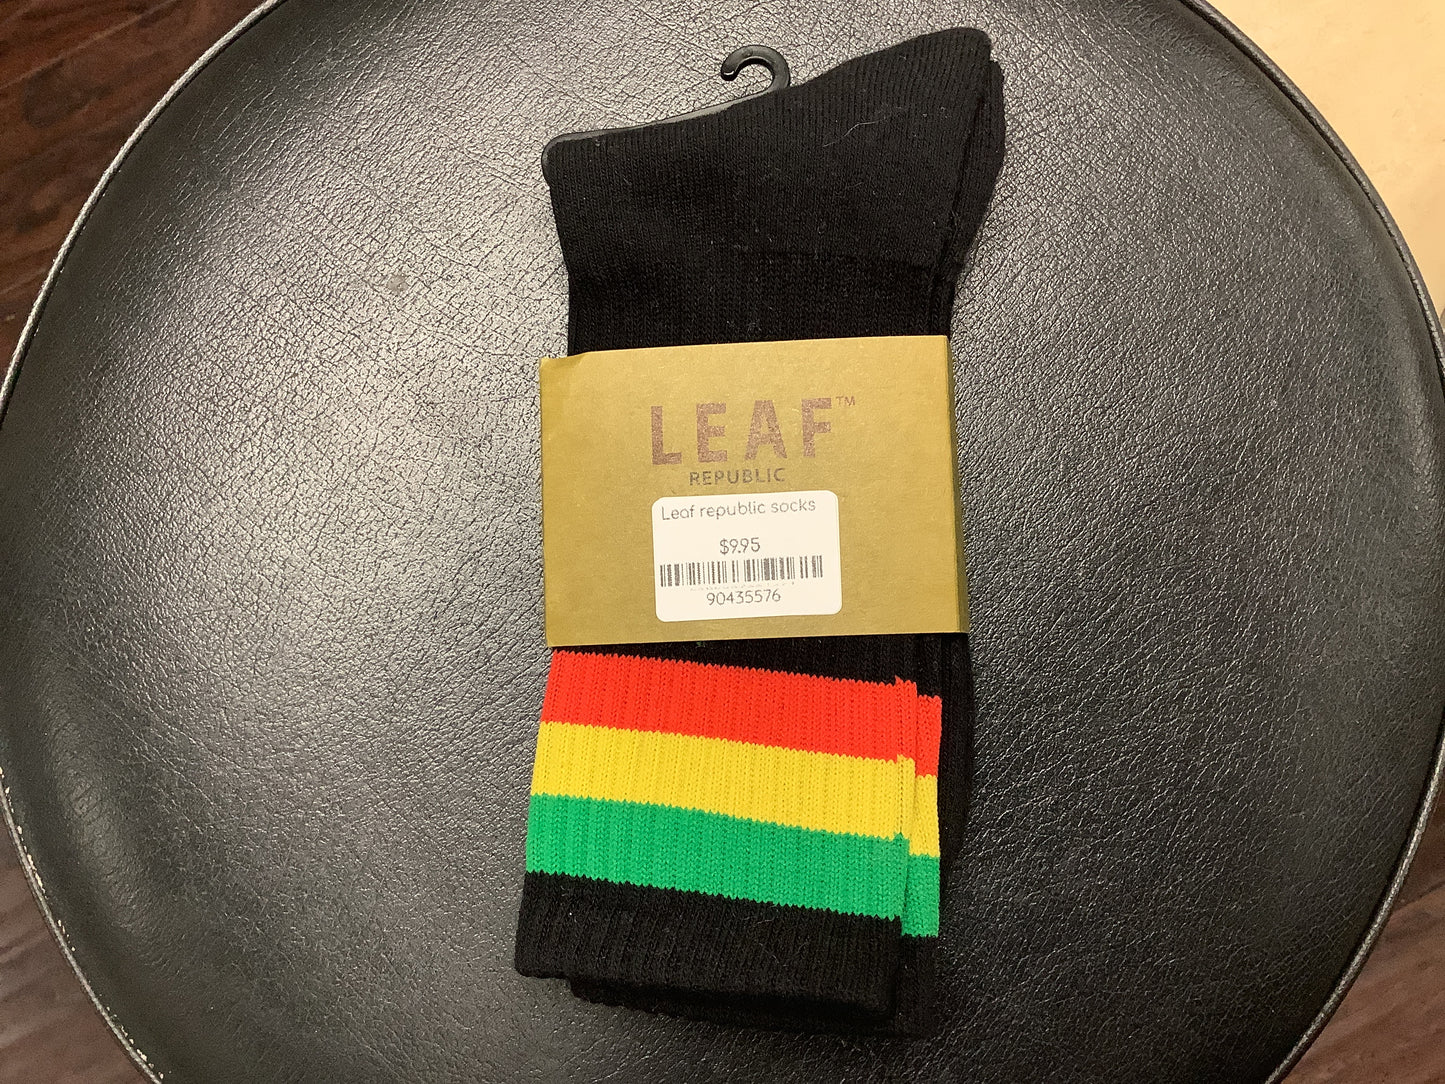 LEAF™
REPUBLIC
Leaf republic socks
$9.95
90435576